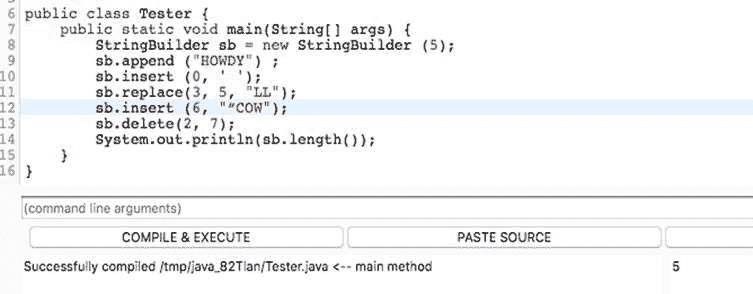 6 public class Tester {
7 public static void main(String[] args) {
8 StringBuilder sb = new StringBuilder (5);
9 sb.append ("HOWDY") ;
10 sb.insert (0, ' ');
11 sb.replace(3, 5, "LL");
12 sb.insert (6, "“COW");
13 sb.delete(2, 7);
14 System.out.println(sb.length());
15 }
16 }
(command line arguments)
COMPILE & EXECUTE PASTE SOURCE
Successfully compiled /tmp/java_82Tlan/Tester.java <-- main method 5